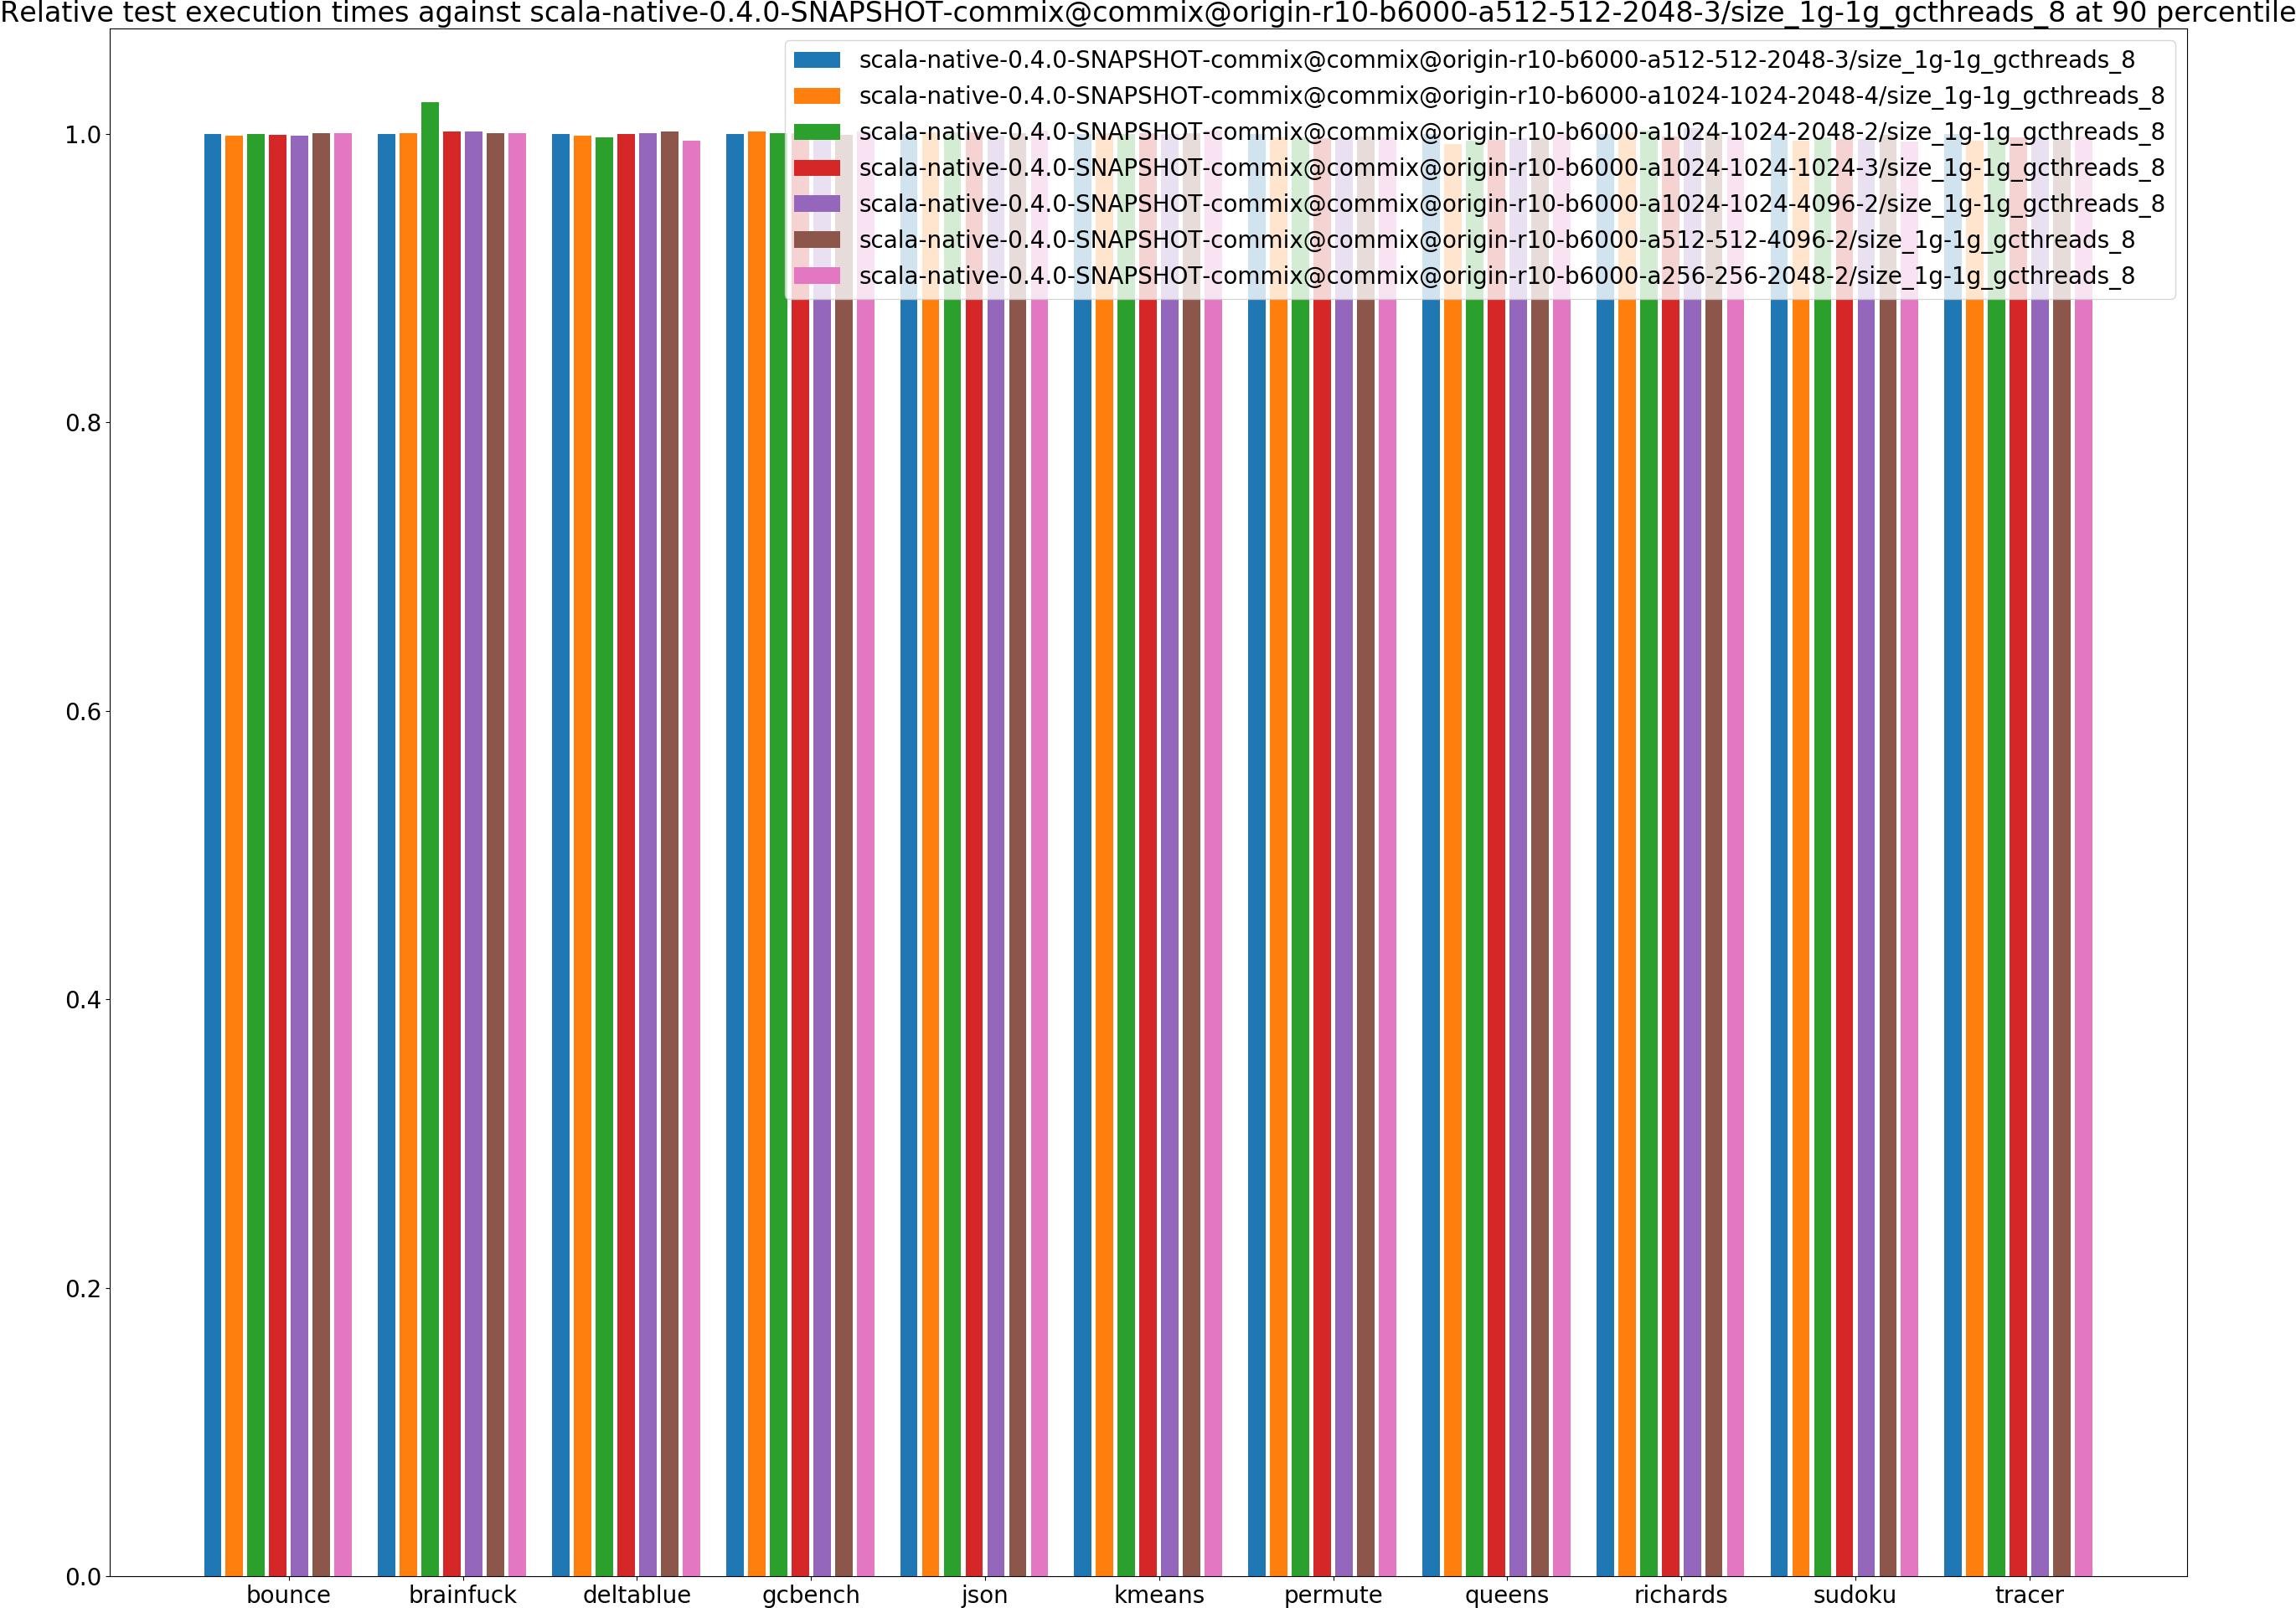 Relative test execution times against scala-native-0.4.0-SNAPSHOT-commix@commix@origin-r10-b6000-a512-512-2048-3/size_1g-1g_gcthreads_8 at 90 percentile
scala-native-0.4.0-SNAPSHOT-commix@commix@origin-r10-b6000-a512-512-2048-3/size_1g-1g_gcthreads_8
scala-native-0.4.0-SNAPSHOT-commix@commix@origin-r10-b6000-a1024-1024-2048-4/size_1g-1g_gcthreads_8
scala-native-0.4.0-SNAPSHOT-commix@commix@origin-r10-b6000-a1024-1024-2048-2/size_1g-1g_gcthreads_8
scala-native-0.4.0-SNAPSHOT-commix@commix@origin-r10-b6000-a1024-1024-1024-3/size_1g-1g_gcthreads_8
scala-native-0.4.0-SNAPSHOT-commix@commix@origin-r10-b6000-a1024-1024-4096-2/size_1g-1g_gcthreads_8
scala-native-0.4.0-SNAPSHOT-commix@commix@origin-r10-b6000-a512-512-4096-2/size_1g-1g_gcthreads_8
scala-native-0.4.0-SNAPSHOT-commix@commix@origin-r10-b6000-a256-256-2048-2/size_1g-1g_gcthreads_8
1.0
0.8
0.6
0.4
0.2
0.0
bounce brainfuck deltablue gcbench json kmeans permute queens richards sudoku tracer